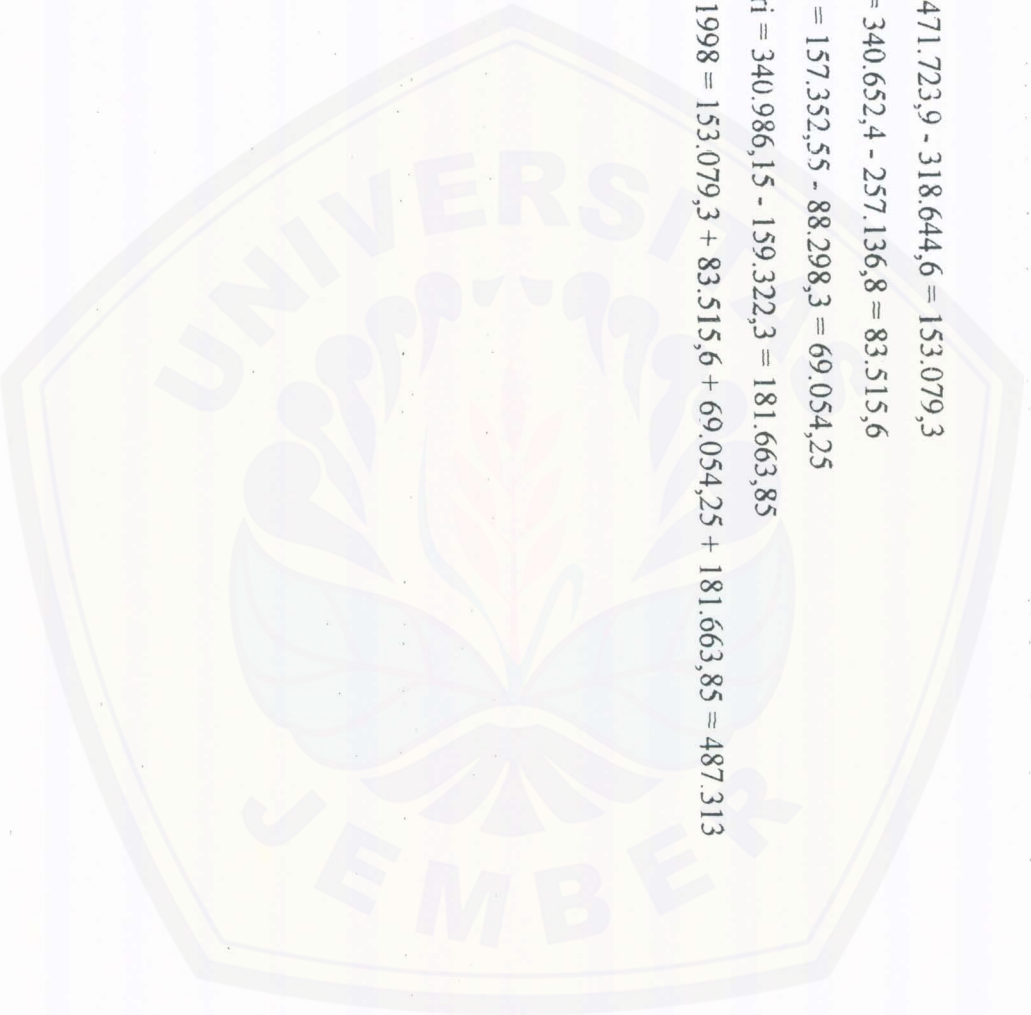 471.723,9 - 318.644,6 = 153.079,3
= 340.652,4 - 257.136,8 = 83.515,6
= 157.352,55 - 88.298,3 = 69.054,25
ri = 340.986,15 - 159.322,3 = 181.663,85
1998 = 153.079,3 + 83.515,6 + 69.054,25 + 181.663,85 = 487.313
UNIVERSITAS
JEMBER